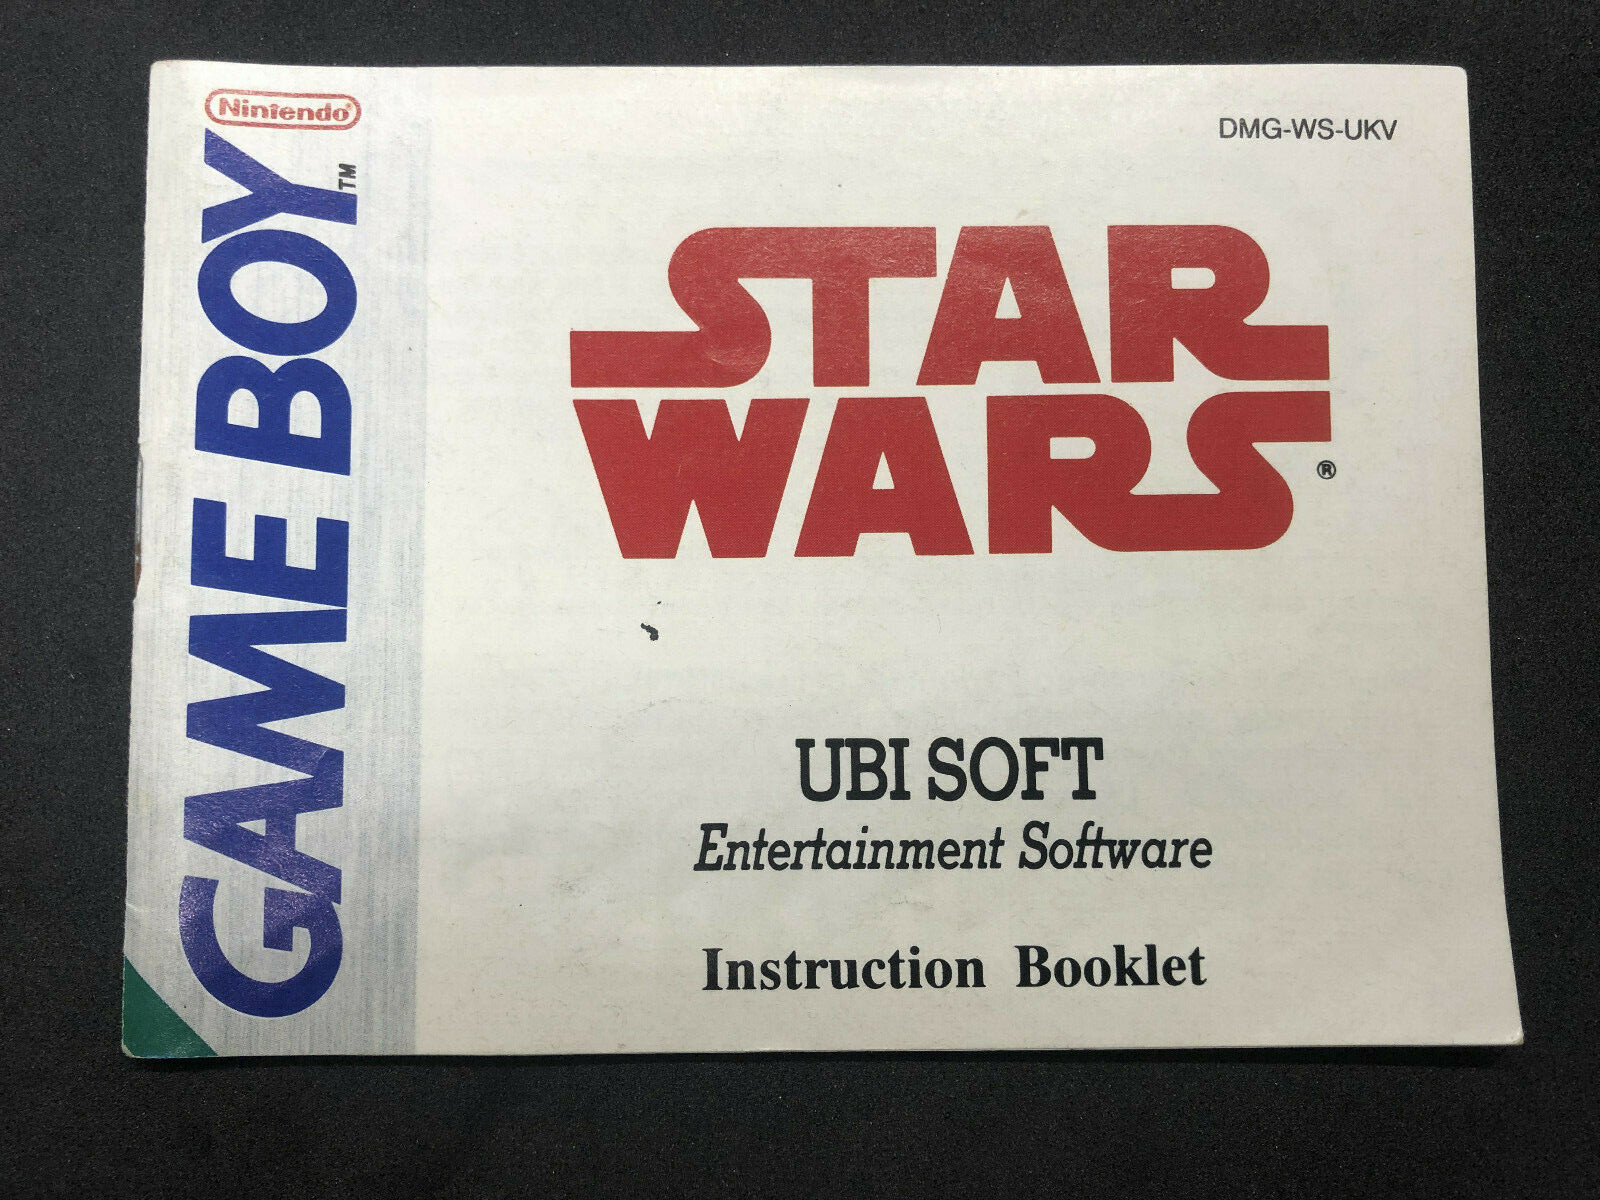 Nintendo®
GAME BOY™
DMG-WS-UKV
STAR
WARS®
UBI SOFT
Entertainment Software
Instruction Booklet